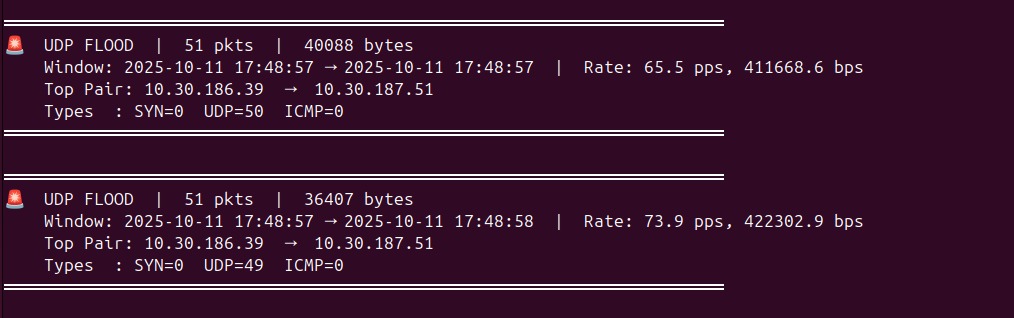 🚨 UDP FLOOD | 51 pkts | 40088 bytes
Window: 2025-10-11 17:48:57 → 2025-10-11 17:48:57 | Rate: 65.5 pps, 411668.6 bps
Top Pair: 10.30.186.39 → 10.30.187.51
Types : SYN=0 UDP=50 ICMP=0
🚨 UDP FLOOD | 51 pkts | 36407 bytes
Window: 2025-10-11 17:48:57 → 2025-10-11 17:48:58 | Rate: 73.9 pps, 422302.9 bps
Top Pair: 10.30.186.39 → 10.30.187.51
Types : SYN=0 UDP=49 ICMP=0